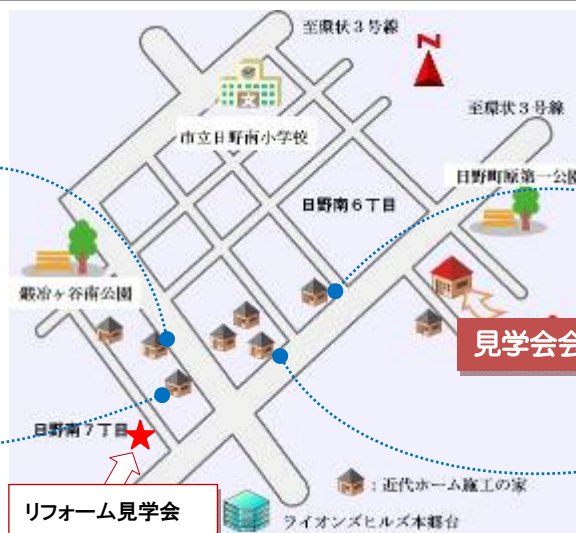 至環状3号線
N
至環状3号線
文
市立日野南小学校
日野町原第一公園
日野南6丁目
鍛冶ヶ谷南公園
見学会会
日野南7丁目
:近代ホーム施工の家
リフォーム見学会
ライオンズヒルズ本郷台